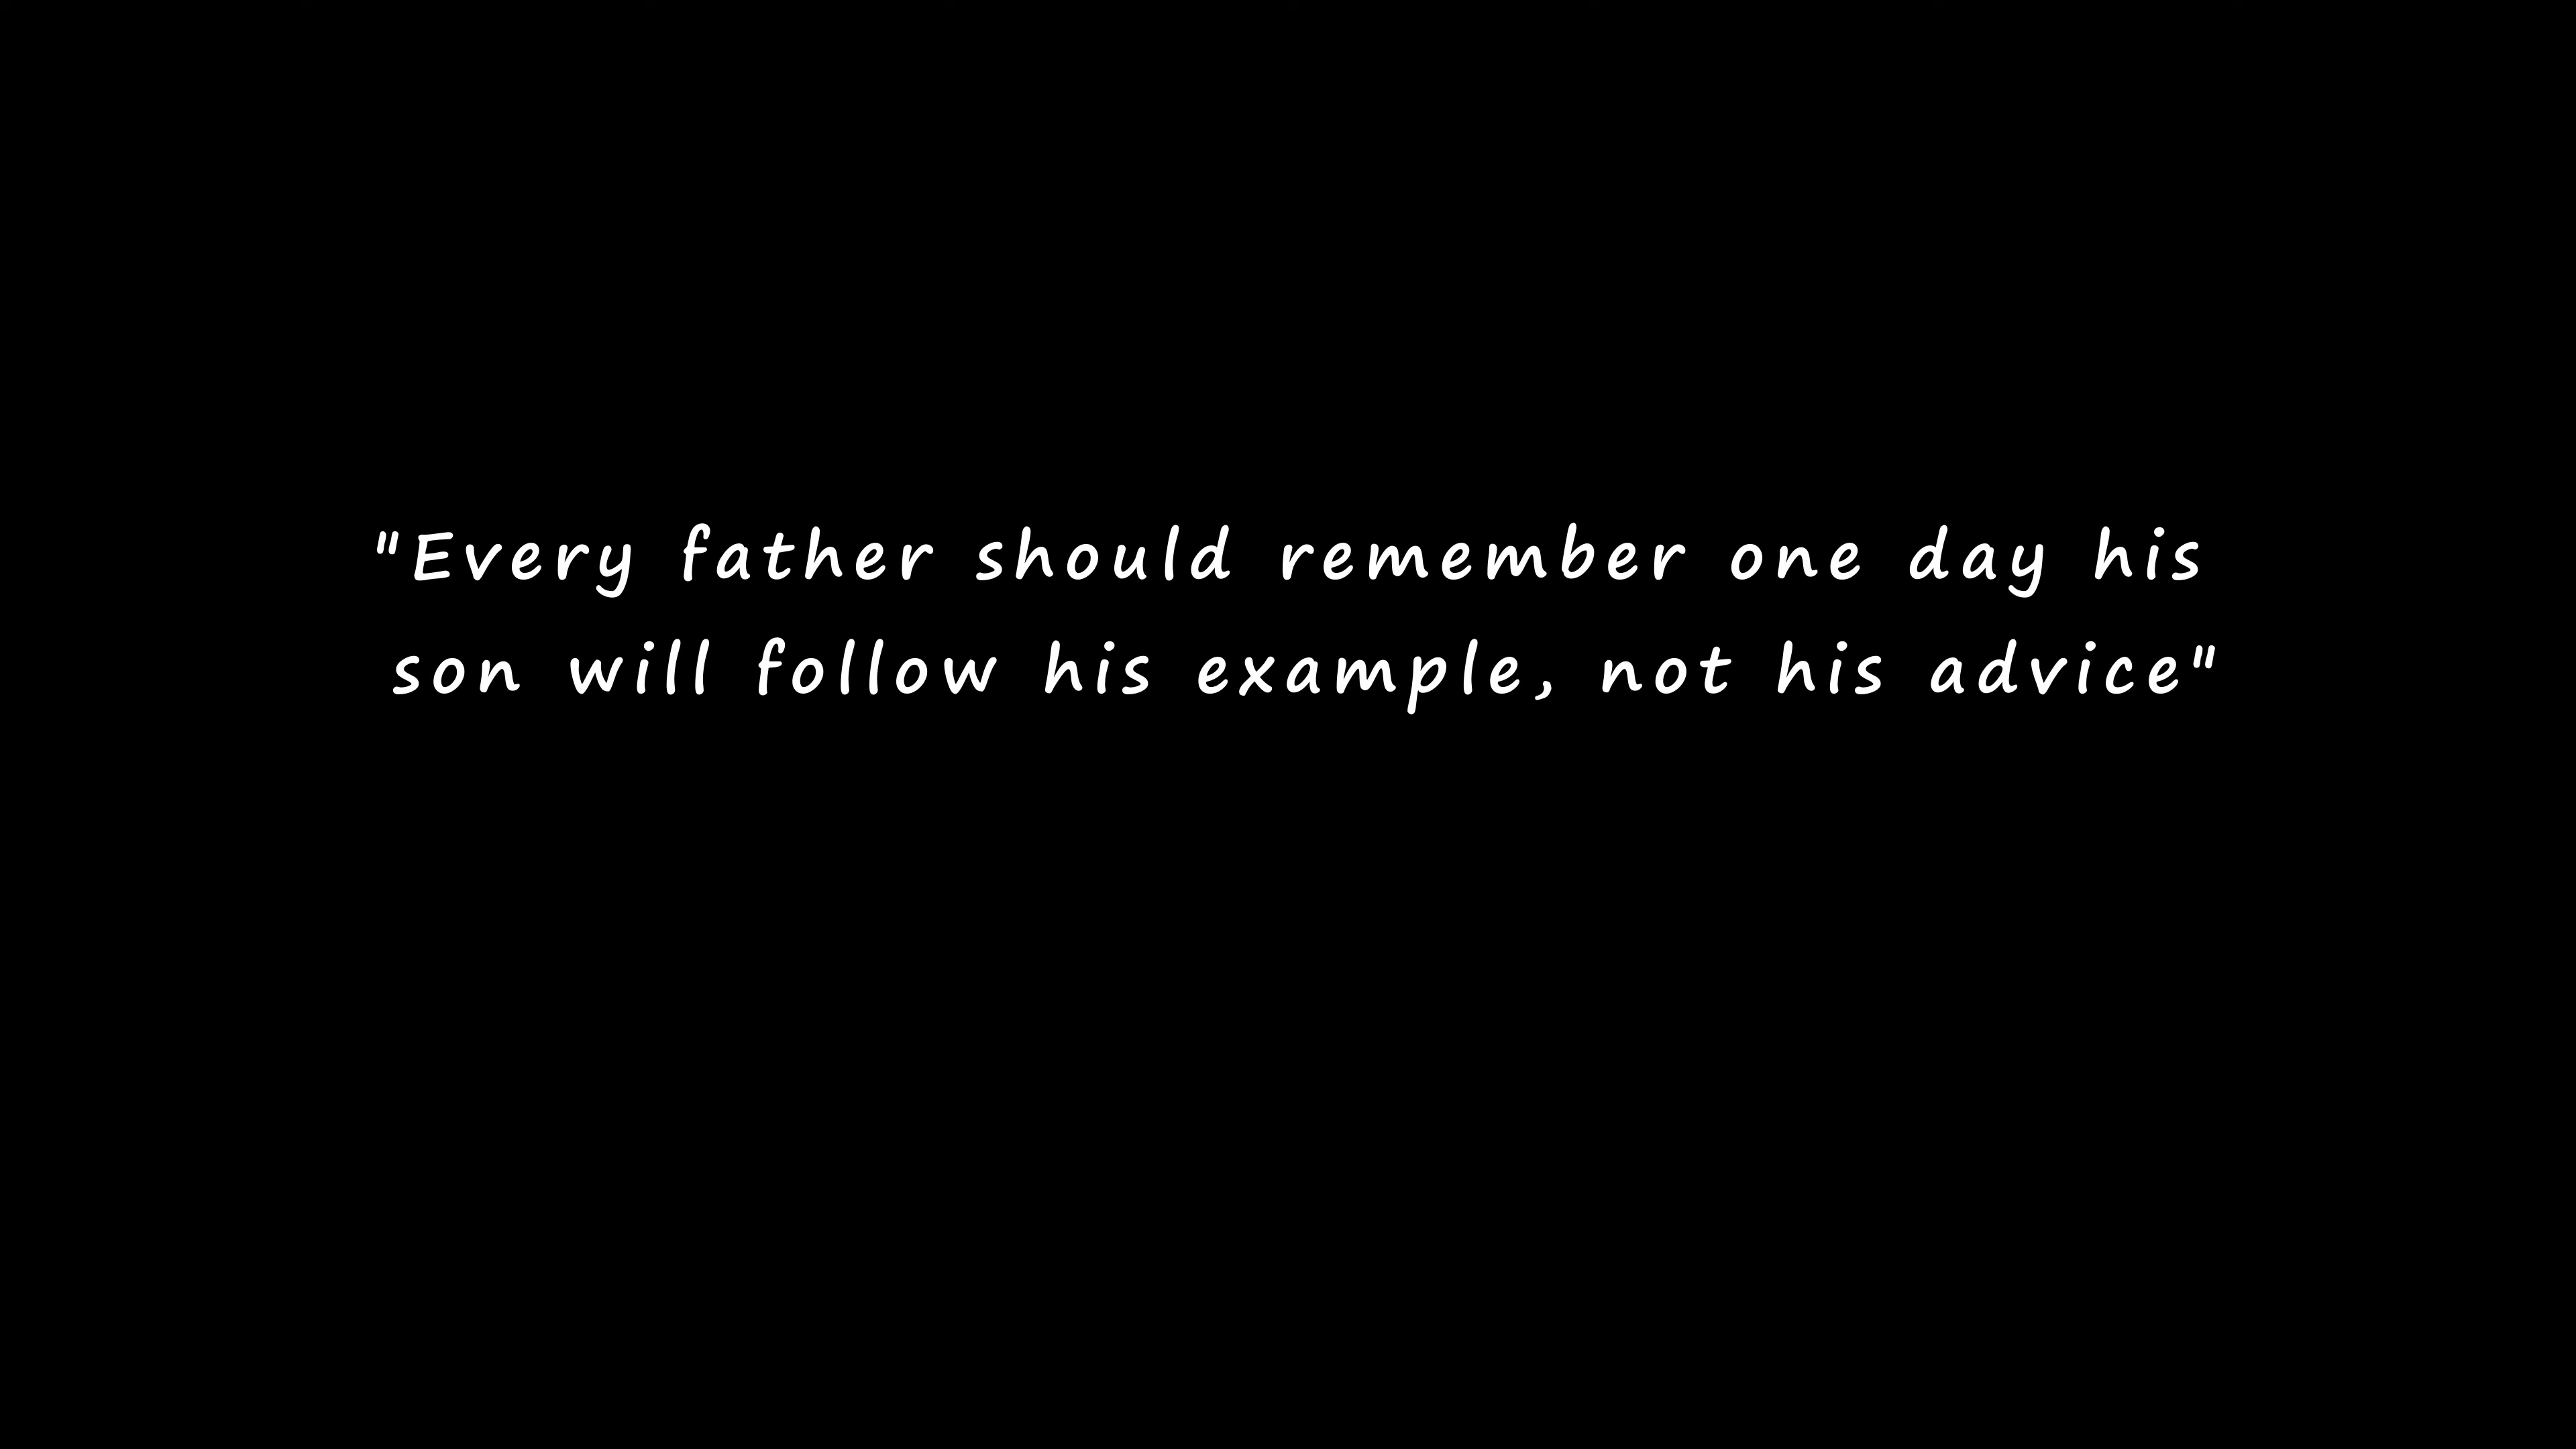 "Every father should remember one day his
son will follow his example, not his advice"